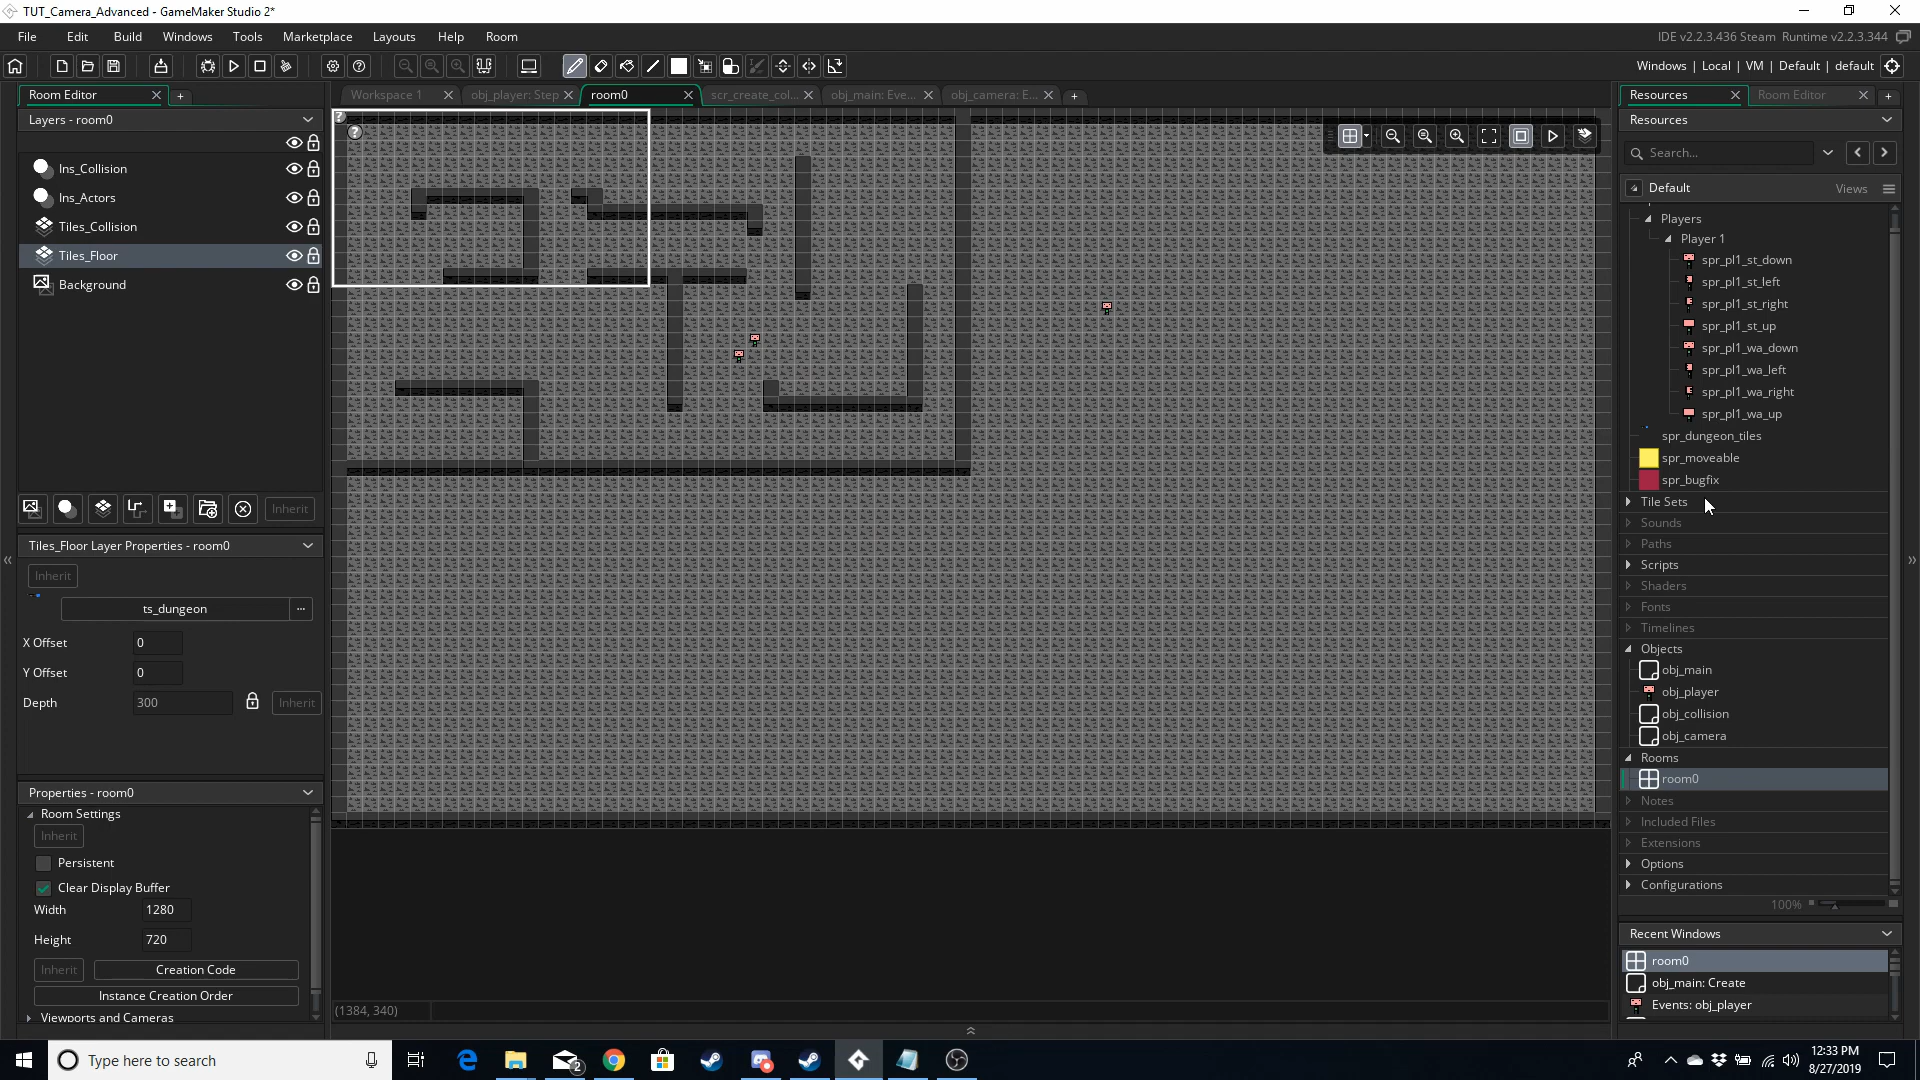 TUT_Camera_Advanced - GameMaker Studio 2*
File Edit Build Windows Tools Marketplace Layouts Help Room
IDE v2.2.3.436 Steam Runtime v2.2.3.344
Windows | Local | VM | Default | default
Room Editor
Workspace 1
obj_player: Step
room0
scr_create_col...
obj_main: Eve...
obj_camera: E...
Resources
Room Editor
Layers - room0
Resources
Search...
Ins_Collision
Ins_Actors
Tiles_Collision
Tiles_Floor
Background
Default
Views
Players
Player 1
spr_pl1_st_down
spr_pl1_st_left
spr_pl1_st_right
spr_pl1_st_up
spr_pl1_wa_down
spr_pl1_wa_left
spr_pl1_wa_right
spr_pl1_wa_up
spr_dungeon_tiles
spr_moveable
spr_bugfix
Tile Sets
Sounds
Paths
Scripts
Shaders
Fonts
Timelines
Objects
obj_main
obj_player
obj_collision
obj_camera
Rooms
room0
Notes
Included Files
Extensions
Options
Configurations
100%
Inherit
Tiles_Floor Layer Properties - room0
Inherit
ts_dungeon
...
X Offset 0
Y Offset 0
Depth 300 Inherit
Properties - room0
Room Settings
Inherit
Persistent
Clear Display Buffer
Width 1280
Height 720
Inherit Creation Code
Instance Creation Order
Viewports and Cameras
(1384, 340)
Recent Windows
room0
obj_main: Create
Events: obj_player
Type here to search
2
12:33 PM
8/27/2019